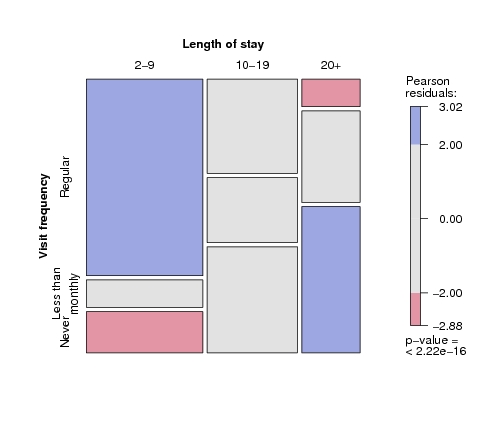 Length of stay
2−9 10−19 20+
Visit frequency
Regular
Less than
monthly
Never
Pearson
residuals:
3.02
2.00
0.00
−2.00
−2.88
p−value =
< 2.22e−16